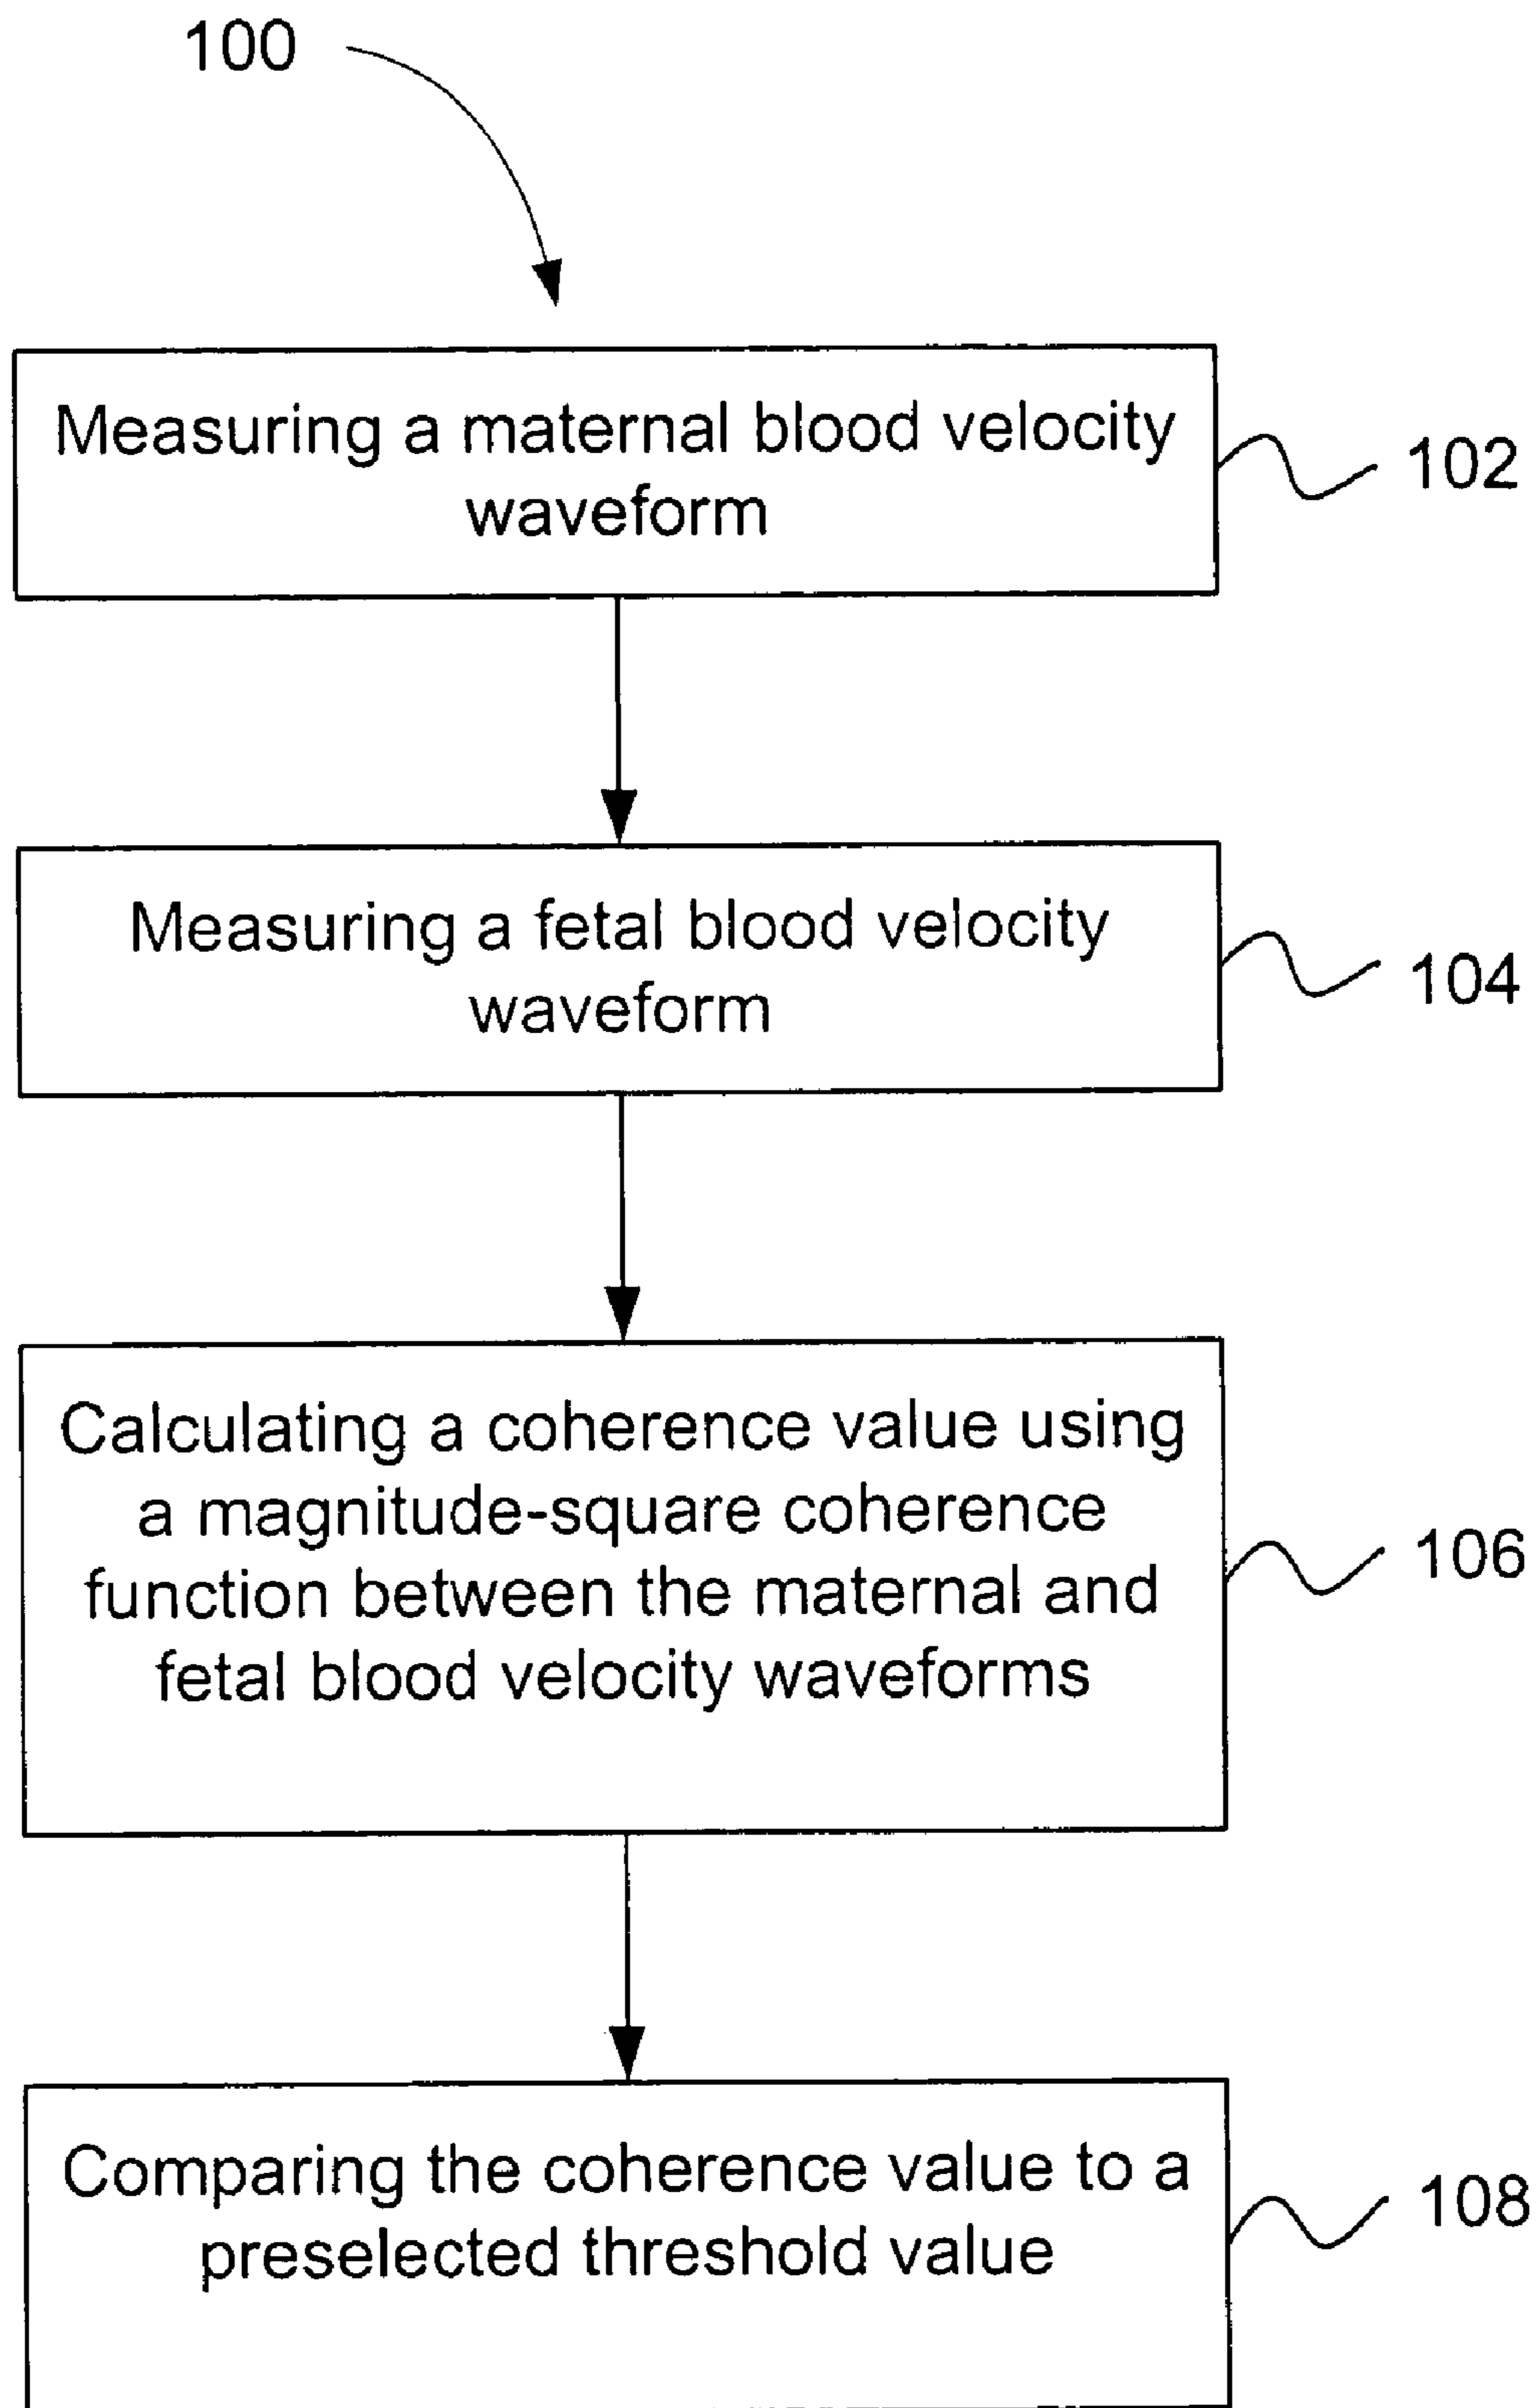 100
Measuring a maternal blood velocity
waveform
102
Measuring a fetal blood velocity
waveform
104
Calculating a coherence value using
a magnitude-square coherence
function between the maternal and
fetal blood velocity waveforms
106
Comparing the coherence value to a
preselected threshold value
108